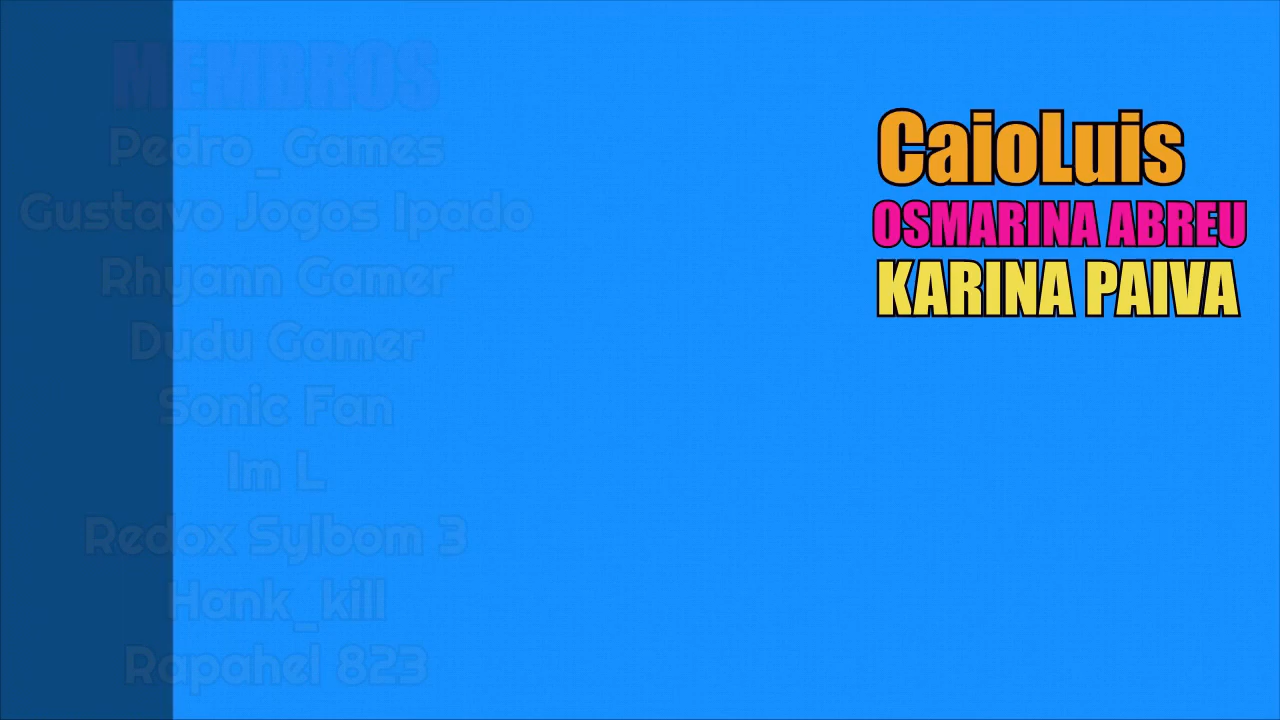 MEMBROS
Pedro_Games
Gustavo Jogos Ipado
Rhyann Gamer
Dudu Gamer
Sonic Fan
Im L
Redox Sylbom 3
Hank_kill
Rapahel 823
CaioLuis
OSMARINA ABREU
KARINA PAIVA